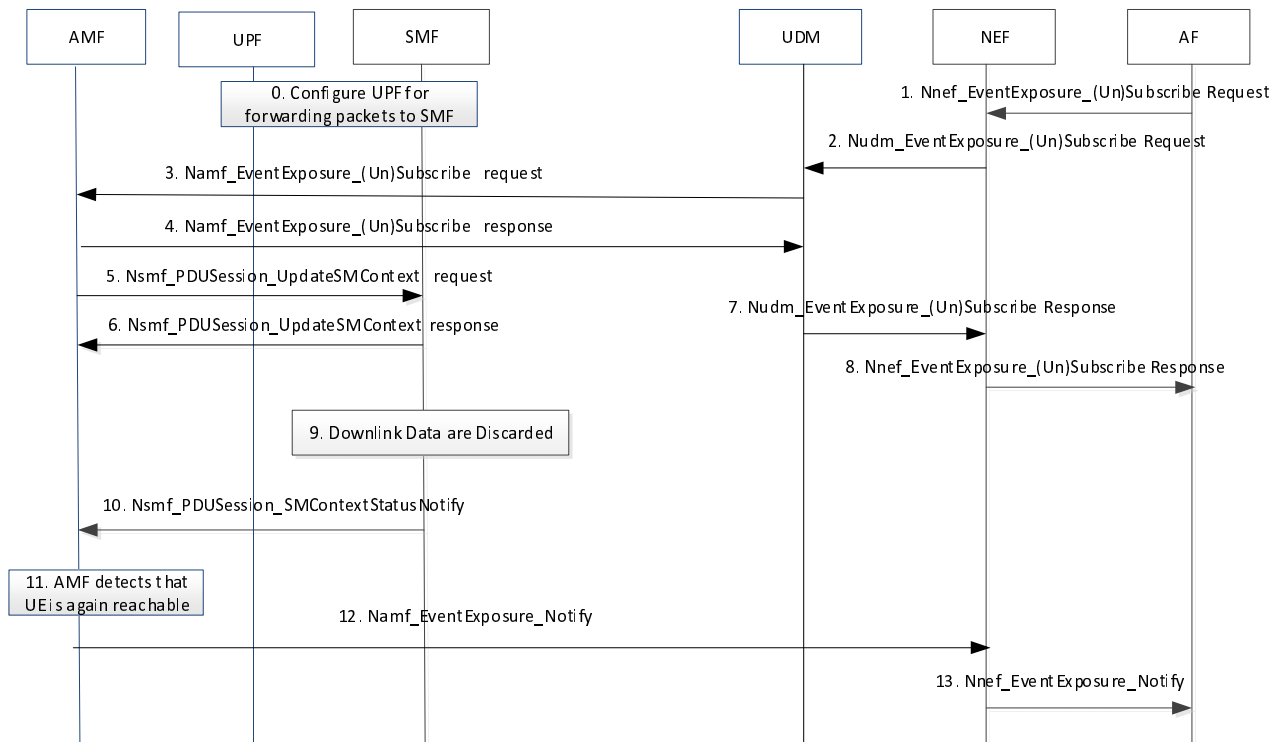 AMF
UPF
SMF
UDM
NEF
AF
0. Configure UPF for
forwarding packets to SMF
1. Nnef_EventExposure_(Un)Subscribe Request
2. Nudm_EventExposure_(Un)Subscribe Request
3. Namf_EventExposure_(Un)Subscribe request
4. Namf_EventExposure_(Un)Subscribe response
5. Nsmf_PDUSession_UpdateSMContext request
6. Nsmf_PDUSession_UpdateSMContext response
7. Nudm_EventExposure_(Un)Subscribe Response
8. Nnef_EventExposure_(Un)Subscribe Response
9. Downlink Data are Discarded
10. Nsmf_PDUSession_SMContextStatusNotify
11. AMF detects that
UE is again reachable
12. Namf_EventExposure_Notify
13. Nnef_EventExposure_Notify